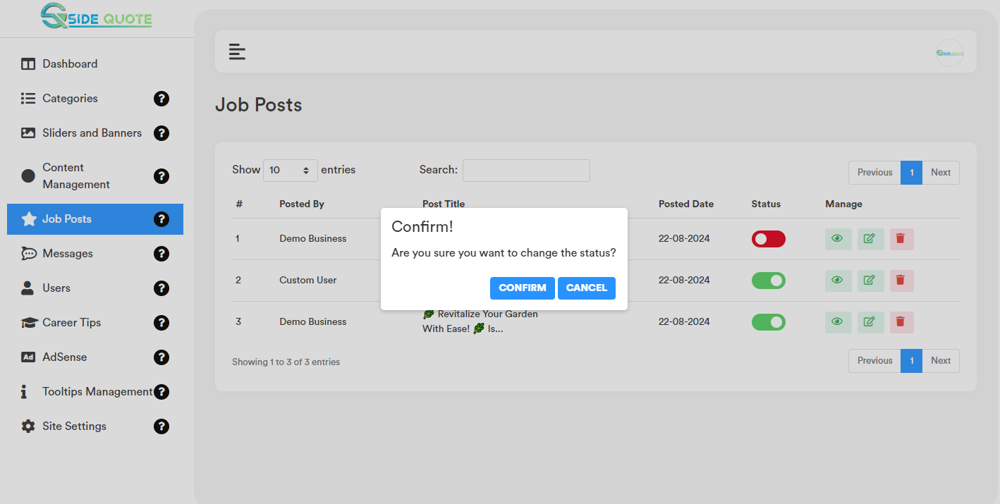 SIDE QUOTE
Dashboard
Categories ?
Sliders and Banners ?
Content
Management ?
Job Posts ?
Messages ?
Users ?
Career Tips ?
Ad AdSense ?
Tooltips Management ?
Site Settings ?
Job Posts
Show 10 entries Search: Previous 1 Next
# Posted By Post Title Posted Date Status Manage
1 Demo Business 22-08-2024
2 Custom User 22-08-2024
3 Demo Business 🌿 Revitalize Your Garden 22-08-2024
With Ease! 🌿 Is...
Showing 1 to 3 of 3 entries Previous 1 Next
Confirm!
Are you sure you want to change the status?
CONFIRM CANCEL